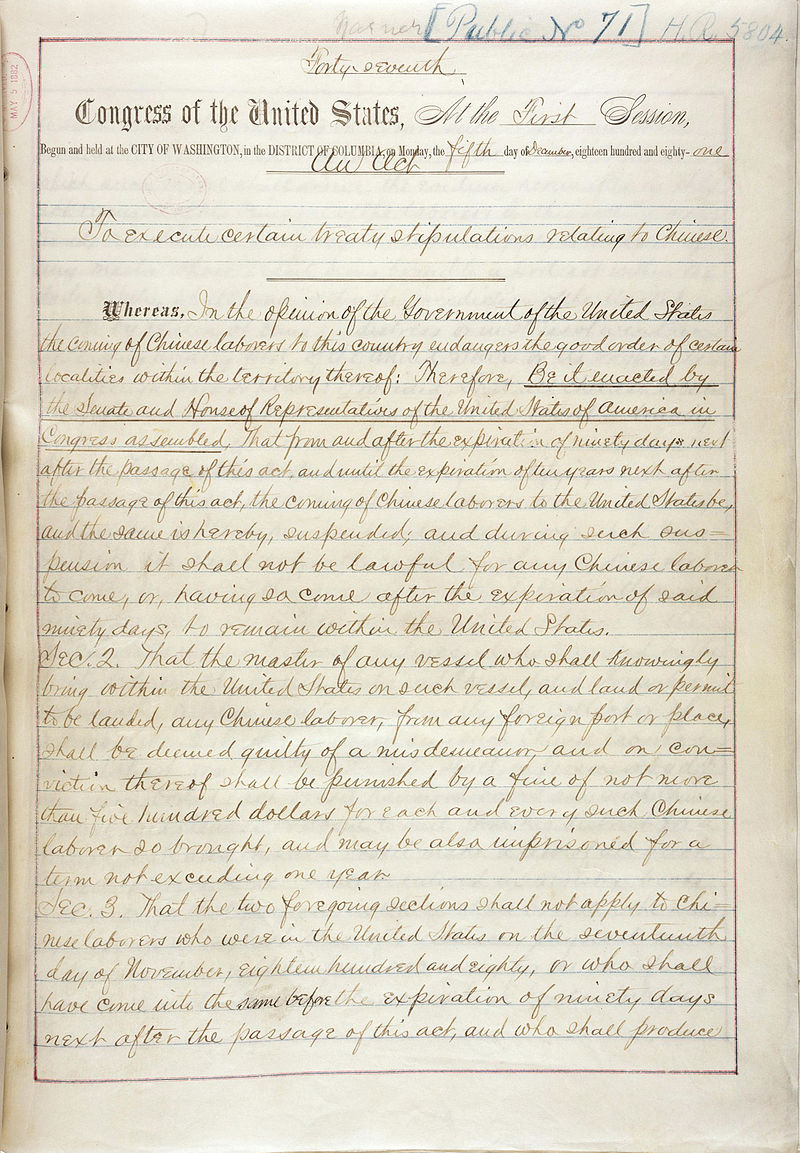 Warner [Public No 71] H.R. 5804.
MAY 5 1882
Forty-seventh
Congress of the United States, At the First Session,
Begun and held at the CITY OF WASHINGTON, in the DISTRICT OF COLUMBIA, on Monday, the fifth day of December, eighteen hundred and eighty-one
An Act
To execute certain treaty stipulations relating to Chinese.
Whereas, In the opinion of the Government of the United States
the coming of Chinese laborers to this country endangers the good order of certain
localities within the territory thereof: Therefore, Be it enacted by
the Senate and House of Representatives of the United States of America in
Congress assembled, That from and after the expiration of ninety days next
after the passage of this act, and until the expiration of ten years next after
the passage of this act, the coming of Chinese laborers to the United States be,
and the same is hereby, suspended; and during such sus=
pension it shall not be lawful for any Chinese laborer
to come, or, having so come after the expiration of said
ninety days, to remain within the United States.
SEC. 2. That the master of any vessel who shall knowingly
bring within the United States on such vessel, and land or permit
to be landed, any Chinese laborer, from any foreign port or place,
shall be deemed guilty of a misdemeanor, and on con=
viction thereof shall be punished by a fine of not more
than five hundred dollars for each and every such Chinese
laborer so brought, and may be also imprisoned for a
term not exceeding one year.
SEC. 3. That the two foregoing sections shall not apply to Chi=
nese laborers who were in the United States on the seventeenth
day of November, eighteen hundred and eighty, or who shall
have come into the same before the expiration of ninety days
next after the passage of this act, and who shall produce